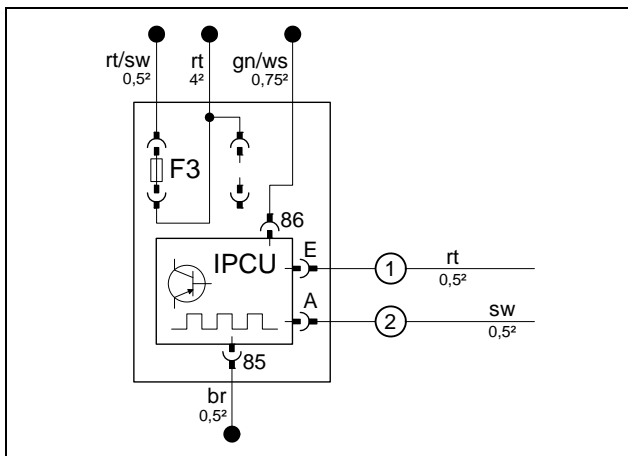 rt/sw
0,5²
rt
4²
gn/ws
0,75²
F3
86
IPCU
E
1
rt
0,5²
A
2
sw
0,5²
85
br
0,5²